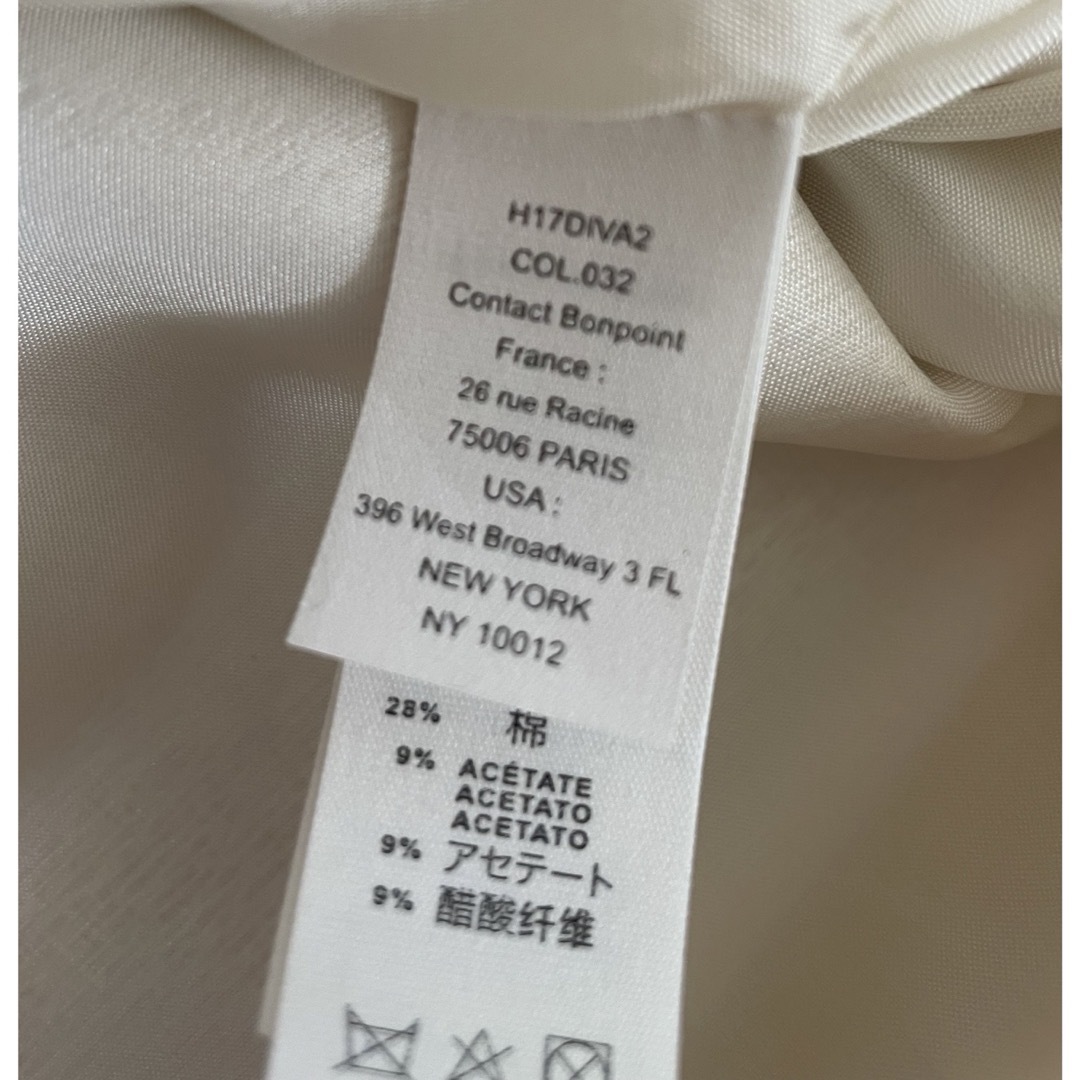 H17DIVA2
COL.032
Contact Bonpoint
France :
26 rue Racine
75006 PARIS
USA :
396 West Broadway 3 FL
NEW YORK
NY 10012
28% 棉
9% ACÉTATE
ACETATO
ACETATO
9% アセテート
9% 醋酸纤维